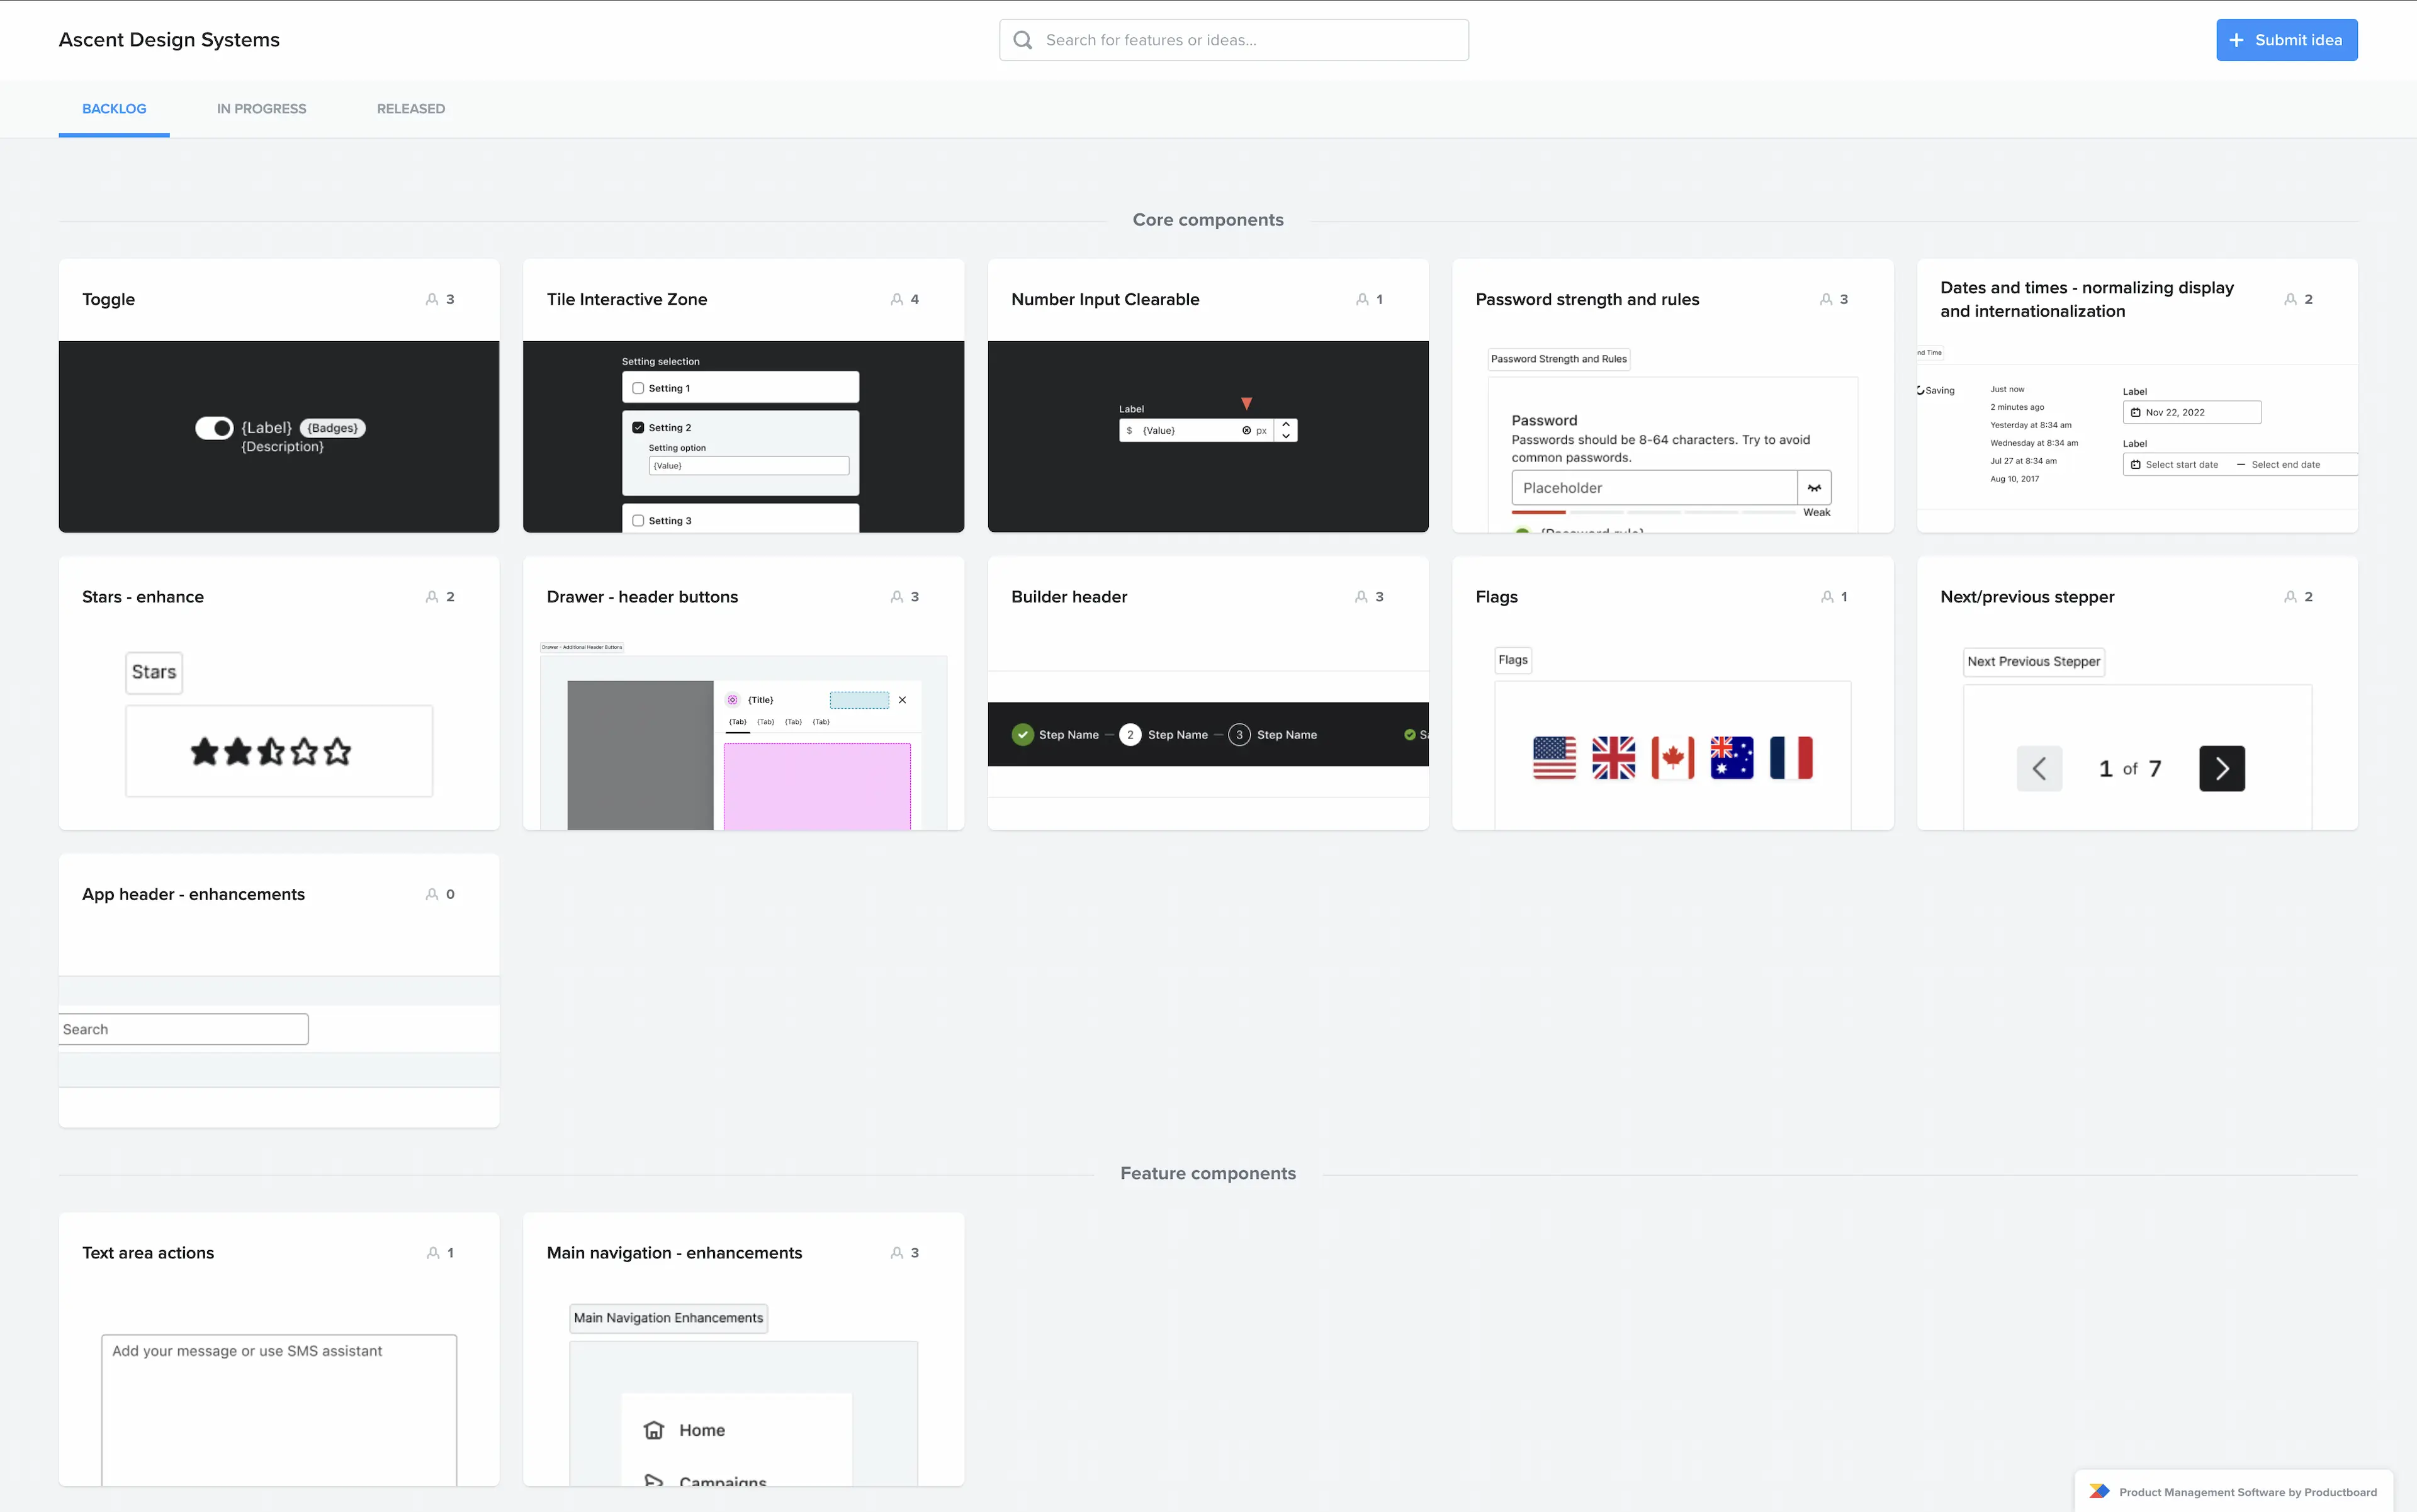 Ascent Design Systems
Search for features or ideas...
+ Submit idea
BACKLOG
IN PROGRESS
RELEASED
Core components
Toggle
3
{Label} {Badges}
{Description}
Tile Interactive Zone
4
Setting selection
Setting 1
Setting 2
Setting option
{Value}
Setting 3
Number Input Clearable
1
Label
$ {Value} px
Password strength and rules
3
Password Strength and Rules
Password
Passwords should be 8-64 characters. Try to avoid
common passwords.
Placeholder
Weak
{Password rule}
Dates and times - normalizing display
and internationalization
2
nd Time
Saving
Just now
2 minutes ago
Yesterday at 8:34 am
Wednesday at 8:34 am
Jul 27 at 8:34 am
Aug 10, 2017
Label
Nov 22, 2022
Label
Select start date — Select end date
Stars - enhance
2
Stars
Drawer - header buttons
3
Drawer - Additional Header Buttons
{Title}
{Tab} {Tab} {Tab} {Tab}
Builder header
3
Step Name — 2 Step Name — 3 Step Name
Sa
Flags
1
Flags
Next/previous stepper
2
Next Previous Stepper
1 of 7
App header - enhancements
0
Search
Feature components
Text area actions
1
Add your message or use SMS assistant
Main navigation - enhancements
3
Main Navigation Enhancements
Home
Campaigns
Product Management Software by Productboard